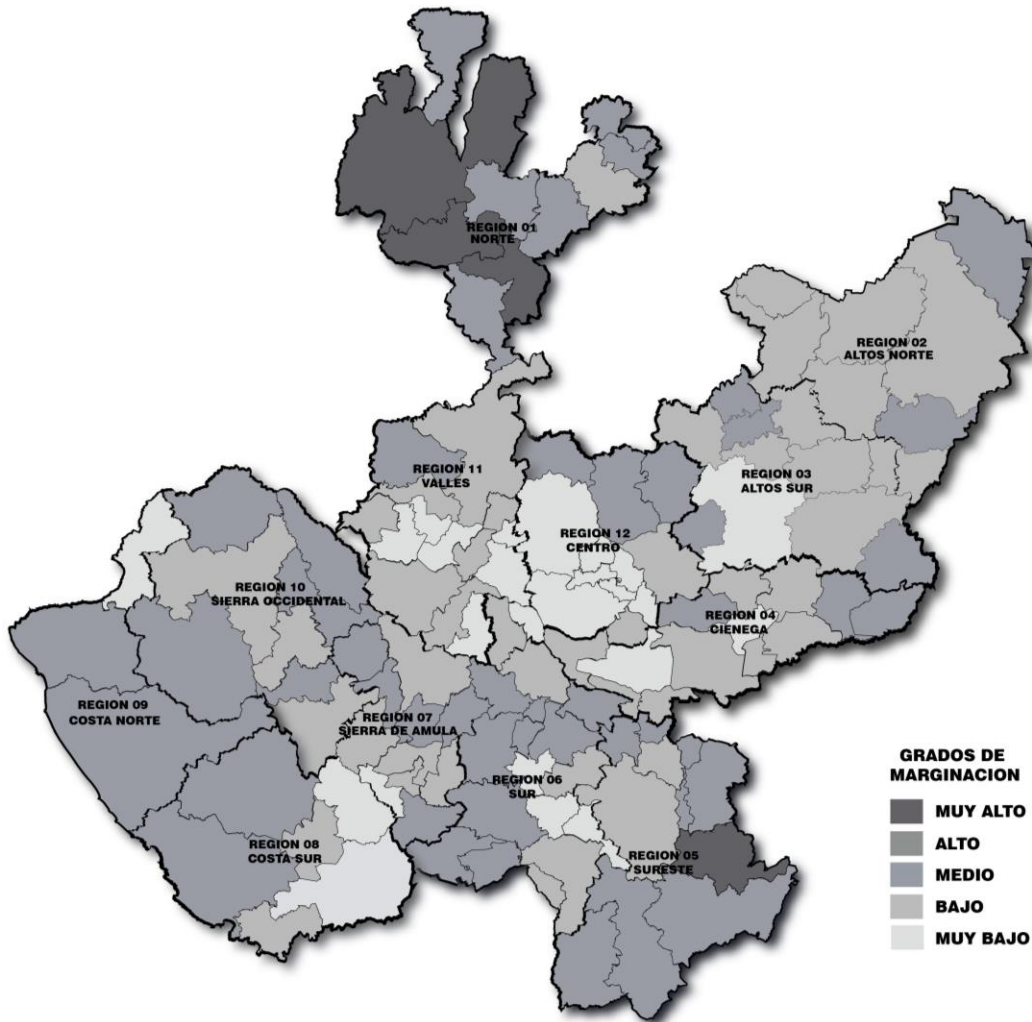 REGION 01
NORTE
REGION 02
ALTOS NORTE
REGION 11
VALLES
REGION 03
ALTOS SUR
REGION 12
CENTRO
REGION 10
SIERRA OCCIDENTAL
REGION 04
CIENEGA
REGION 09
COSTA NORTE
REGION 07
SIERRA DE AMULA
REGION 06
SUR
REGION 08
COSTA SUR
REGION 05
SURESTE
GRADOS DE
MARGINACION
MUY ALTO
ALTO
MEDIO
BAJO
MUY BAJO